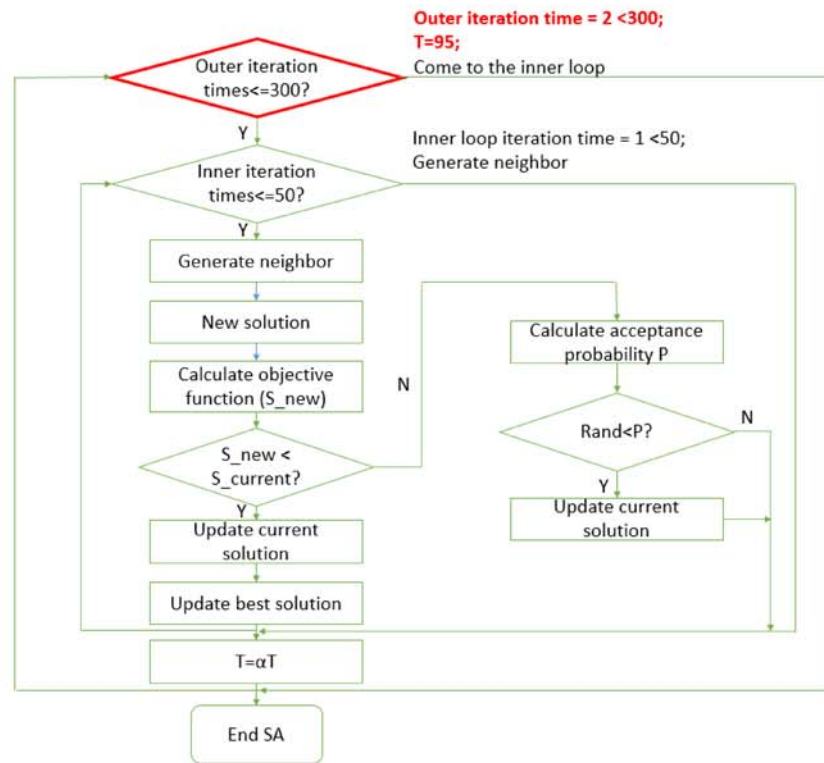 Outer iteration time = 2 <300;
T=95;
Come to the inner loop
Outer iteration
times<=300?
Y
Inner loop iteration time = 1 <50;
Generate neighbor
Inner iteration
times<=50?
Y
Generate neighbor
New solution
Calculate objective
function (S_new)
N
S_new <
S_current?
Y
Update current
solution
Update best solution
Calculate acceptance
probability P
Rand<P?
N
Y
Update current
solution
T=αT
End SA